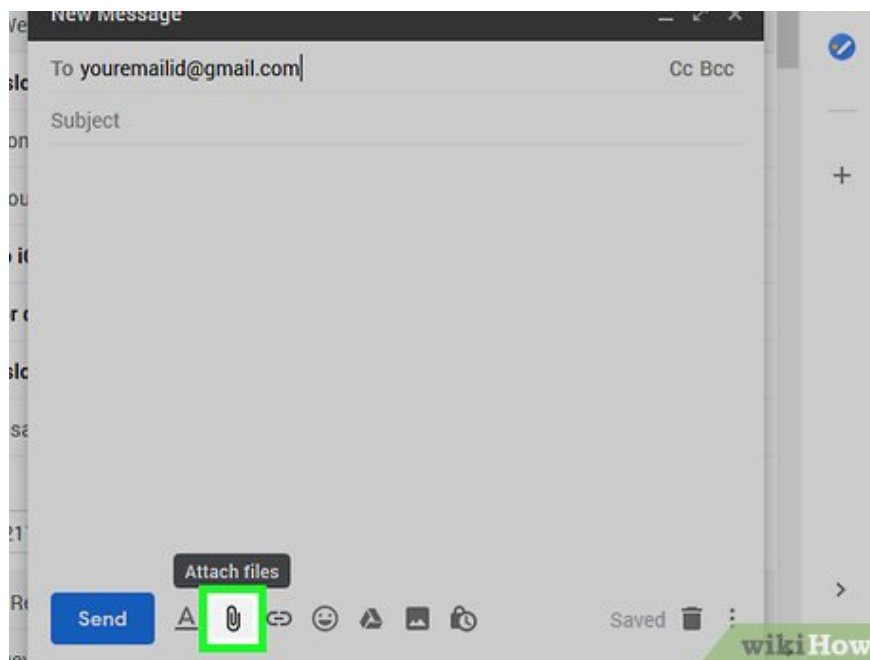 New Message
To youremailid@gmail.com
Cc Bcc
Subject
Attach files
Send
A
Saved
wikiHow